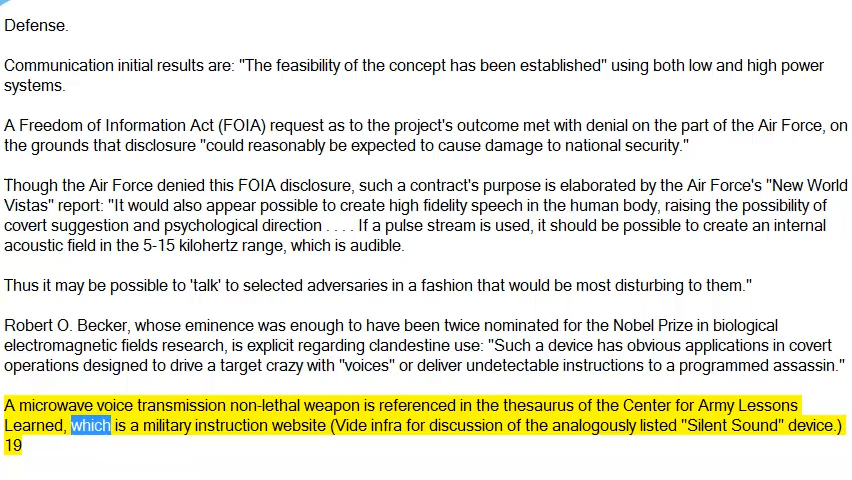 Defense.
Communication initial results are: "The feasibility of the concept has been established" using both low and high power
systems.
A Freedom of Information Act (FOIA) request as to the project's outcome met with denial on the part of the Air Force, on
the grounds that disclosure "could reasonably be expected to cause damage to national security."
Though the Air Force denied this FOIA disclosure, such a contract's purpose is elaborated by the Air Force's "New World
Vistas" report: "It would also appear possible to create high fidelity speech in the human body, raising the possibility of
covert suggestion and psychological direction . . . . If a pulse stream is used, it should be possible to create an internal
acoustic field in the 5-15 kilohertz range, which is audible.
Thus it may be possible to 'talk' to selected adversaries in a fashion that would be most disturbing to them."
Robert O. Becker, whose eminence was enough to have been twice nominated for the Nobel Prize in biological
electromagnetic fields research, is explicit regarding clandestine use: "Such a device has obvious applications in covert
operations designed to drive a target crazy with "voices" or deliver undetectable instructions to a programmed assassin."
A microwave voice transmission non-lethal weapon is referenced in the thesaurus of the Center for Army Lessons
Learned, which is a military instruction website (Vide infra for discussion of the analogously listed "Silent Sound" device.)
19